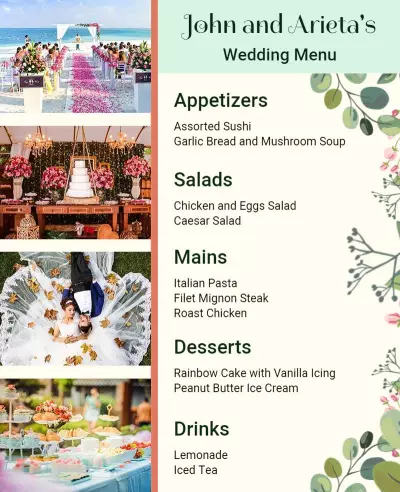 John and Arieta's
Wedding Menu
Appetizers
Assorted Sushi
Garlic Bread and Mushroom Soup
Salads
Chicken and Eggs Salad
Caesar Salad
Mains
Italian Pasta
Filet Mignon Steak
Roast Chicken
Desserts
Rainbow Cake with Vanilla Icing
Peanut Butter Ice Cream
Drinks
Lemonade
Iced Tea